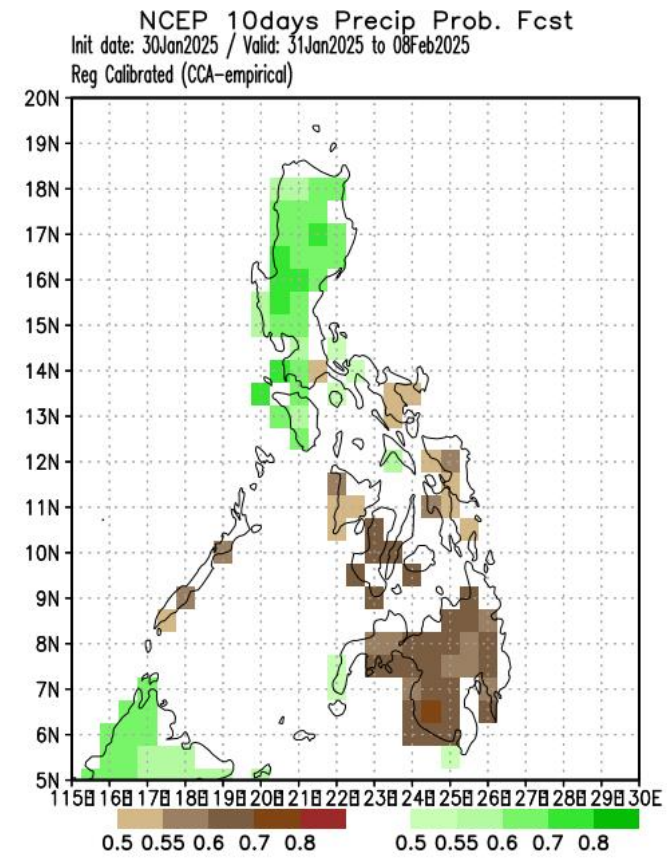 NCEP 10days Precip Prob. Fcst
Init date: 30Jan2025 / Valid: 31Jan2025 to 08Feb2025
Reg Calibrated (CCA-empirical)
20N
19N
18N
17N
16N
15N
14N
13N
12N
11N
10N
9N
8N
7N
6N
5N
115E 116E 117E 118E 119E 120E 121E 122E 123E 124E 125E 126E 127E 128E 129E 130E
0.5 0.55 0.6 0.7 0.8 0.5 0.55 0.6 0.7 0.8